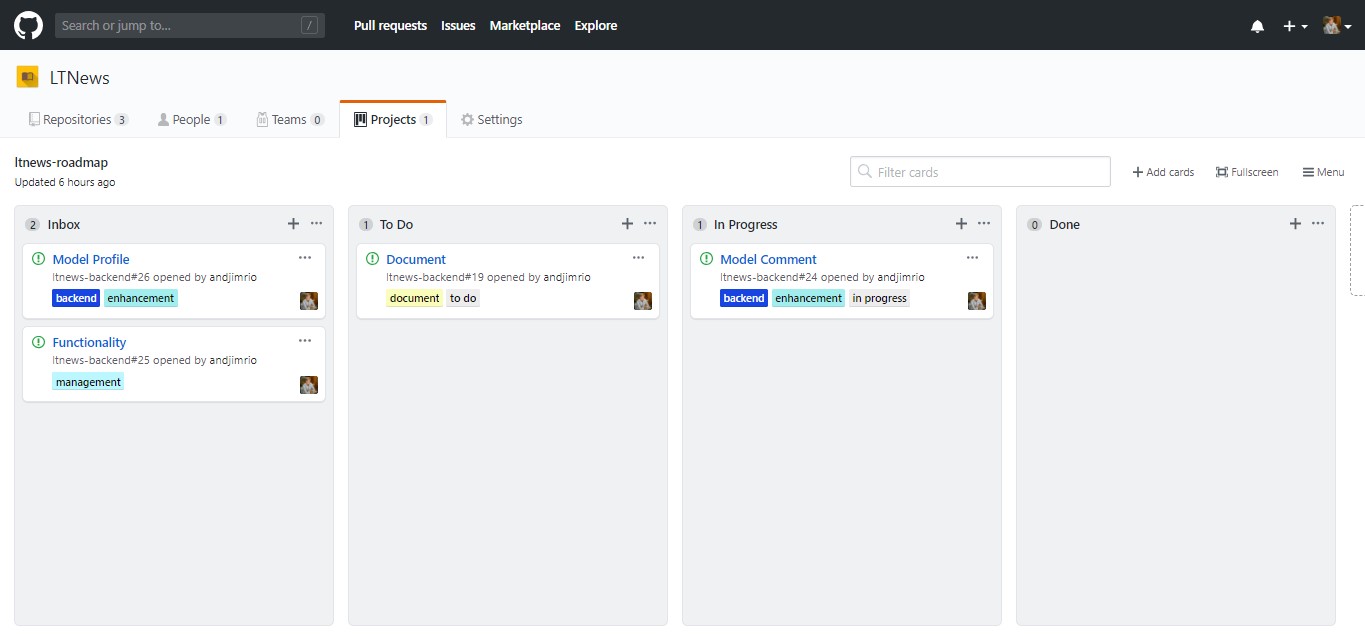 Search or jump to... / Pull requests Issues Marketplace Explore
LTNews
Repositories 3 People 1 Teams 0 Projects 1 Settings
ltnews-roadmap
Updated 6 hours ago
Filter cards Add cards Fullscreen Menu
2 Inbox
Model Profile
ltnews-backend#26 opened by andjimrio
backend enhancement
Functionality
ltnews-backend#25 opened by andjimrio
management
1 To Do
Document
ltnews-backend#19 opened by andjimrio
document to do
1 In Progress
Model Comment
ltnews-backend#24 opened by andjimrio
backend enhancement in progress
0 Done